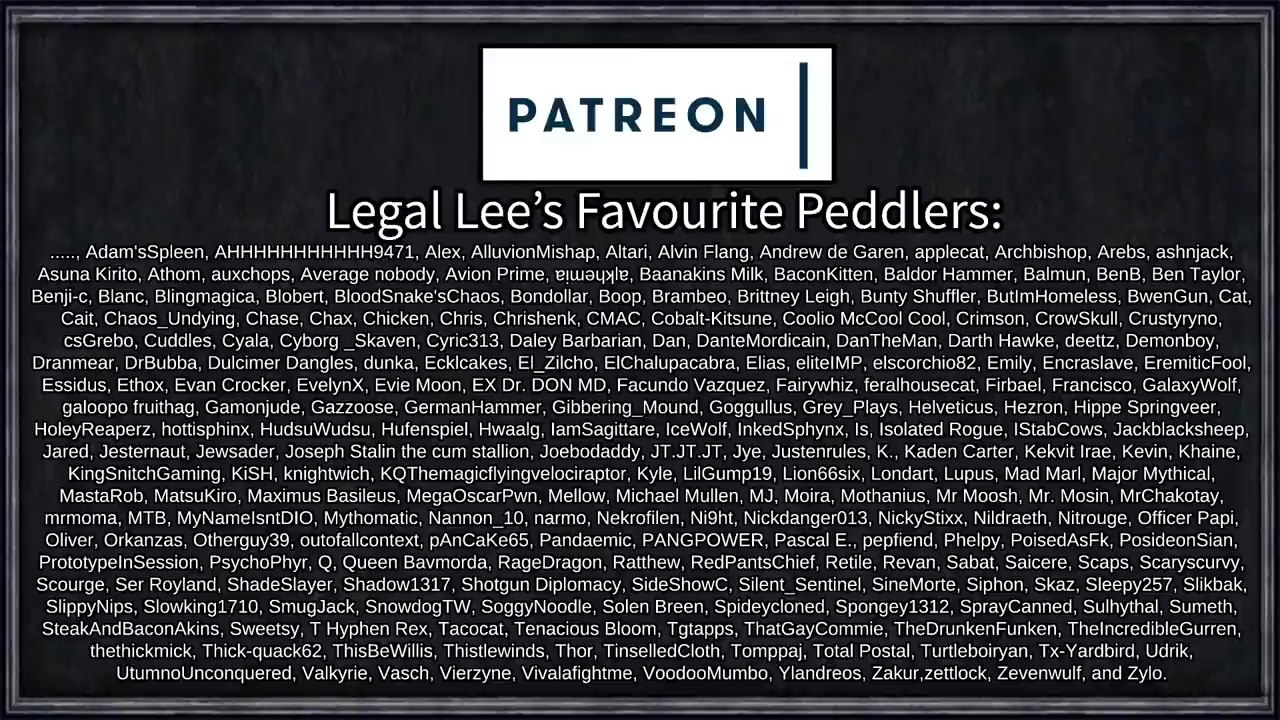 PATREON
Legal Lee’s Favourite Peddlers:
....., Adam'sSpleen, AHHHHHHHHHHH9471, Alex, AlluvionMishap, Altari, Alvin Flang, Andrew de Garen, applecat, Archbishop, Arebs, ashnjack,
Asuna Kirito, Athom, auxchops, Average nobody, Avion Prime, Baanakins Milk, BaconKitten, Baldor Hammer, Balmun, BenB, Ben Taylor,
Benji-c, Blanc, Blingmagica, Blobert, BloodSnake'sChaos, Bondollar, Boop, Brambeo, Brittney Leigh, Bunty Shuffler, ButImHomeless, BwenGun, Cat,
Cait, Chaos_Undying, Chase, Chax, Chicken, Chris, Chrishenk, CMAC, Cobalt-Kitsune, Coolio McCool Cool, Crimson, CrowSkull, Crustyryno,
csGrebo, Cuddles, Cyala, Cyborg _Skaven, Cyric313, Daley Barbarian, Dan, DanteMordicain, DanTheMan, Darth Hawke, deettz, Demonboy,
Dranmear, DrBubba, Dulcimer Dangles, dunka, Ecklcakes, El_Zilcho, ElChalupacabra, Elias, eliteIMP, elscorchio82, Emily, Encraslave, EremiticFool,
Essidus, Ethox, Evan Crocker, EvelynX, Evie Moon, EX Dr. DON MD, Facundo Vazquez, Fairywhiz, feralhousecat, Firbael, Francisco, GalaxyWolf,
galoopo fruithag, Gamonjude, Gazzoose, GermanHammer, Gibbering_Mound, Goggullus, Grey_Plays, Helveticus, Hezron, Hippe Springveer,
HoleyReaperz, hottisphinx, HudsuWudsu, Hufenspiel, Hwaalg, IamSagittare, IceWolf, InkedSphynx, Is, Isolated Rogue, IStabCows, Jackblacksheep,
Jared, Jesternaut, Jewsader, Joseph Stalin the cum stallion, Joebodaddy, JT.JT.JT, Jye, Justenrules, K., Kaden Carter, Kekvit Irae, Kevin, Khaine,
KingSnitchGaming, KiSH, knightwich, KQThemagicflyingvelociraptor, Kyle, LilGump19, Lion66six, Londart, Lupus, Mad Marl, Major Mythical,
MastaRob, MatsuKiro, Maximus Basileus, MegaOscarPwn, Mellow, Michael Mullen, MJ, Moira, Mothanius, Mr Moosh, Mr. Mosin, MrChakotay,
mrmoma, MTB, MyNameIsntDIO, Mythomatic, Nannon_10, narmo, Nekrofilen, Ni9ht, Nickdanger013, NickyStixx, Nildraeth, Nitrouge, Officer Papi,
Oliver, Orkanzas, Otherguy39, outofallcontext, pAnCaKe65, Pandaemic, PANGPOWER, Pascal E., pepfiend, Phelpy, PoisedAsFk, PosideonSian,
PrototypeInSession, PsychoPhyr, Q, Queen Bavmorda, RageDragon, Ratthew, RedPantsChief, Retile, Revan, Sabat, Saicere, Scaps, Scaryscurvy,
Scourge, Ser Royland, ShadeSlayer, Shadow1317, Shotgun Diplomacy, SideShowC, Silent_Sentinel, SineMorte, Siphon, Skaz, Sleepy257, Slikbak,
SlippyNips, Slowking1710, SmugJack, SnowdogTW, SoggyNoodle, Solen Breen, Spideycloned, Spongey1312, SprayCanned, Sulhythal, Sumeth,
SteakAndBaconAkins, Sweetsy, T Hyphen Rex, Tacocat, Tenacious Bloom, Tgtapps, ThatGayCommie, TheDrunkenFunken, TheIncredibleGurren,
thethickmick, Thick-quack62, ThisBeWillis, Thistlewinds, Thor, TinselledCloth, Tomppaj, Total Postal, Turtleboiryan, Tx-Yardbird, Udrik,
UtumnoUnconquered, Valkyrie, Vasch, Vierzyne, Vivalafightme, VoodooMumbo, Ylandreos, Zakur,zettlock, Zevenwulf, and Zylo.